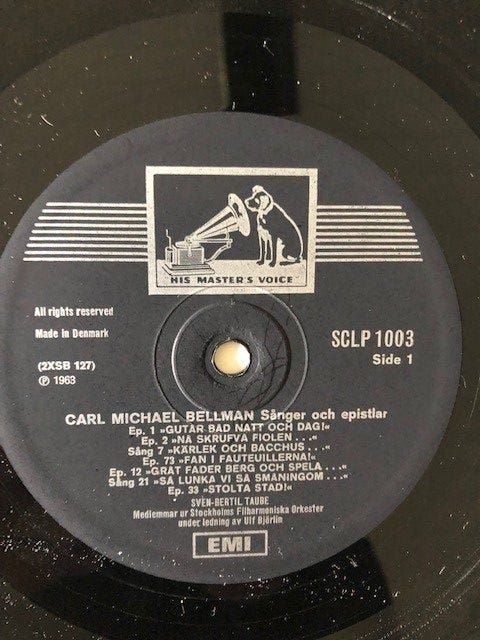 HIS MASTER'S VOICE
All rights reserved
Made in Denmark
(2XSB 127)
℗ 1963
SCLP 1003
Side 1
CARL MICHAEL BELLMAN Sånger och epistlar
Ep. 1 »GUTÅR BÅD NATT OCH DAG!«
Ep. 2 »NÅ SKRUFVA FIOLEN . . .«
Sång 7 »KÄRLEK OCH BACCHUS . . .«
Ep. 73 »FAN I FAUTEUILLERNA!«
Ep. 12 »GRÅT FADER BERG OCH SPELA . . .«
Sång 21 »SÅ LUNKA VI SÅ SMÅNINGOM . . .«
Ep. 33 »STOLTA STAD!«
SVEN-BERTIL TAUBE
Medlemmar ur Stockholms Filharmoniska Orkester
under ledning av Ulf Björlin
EMI